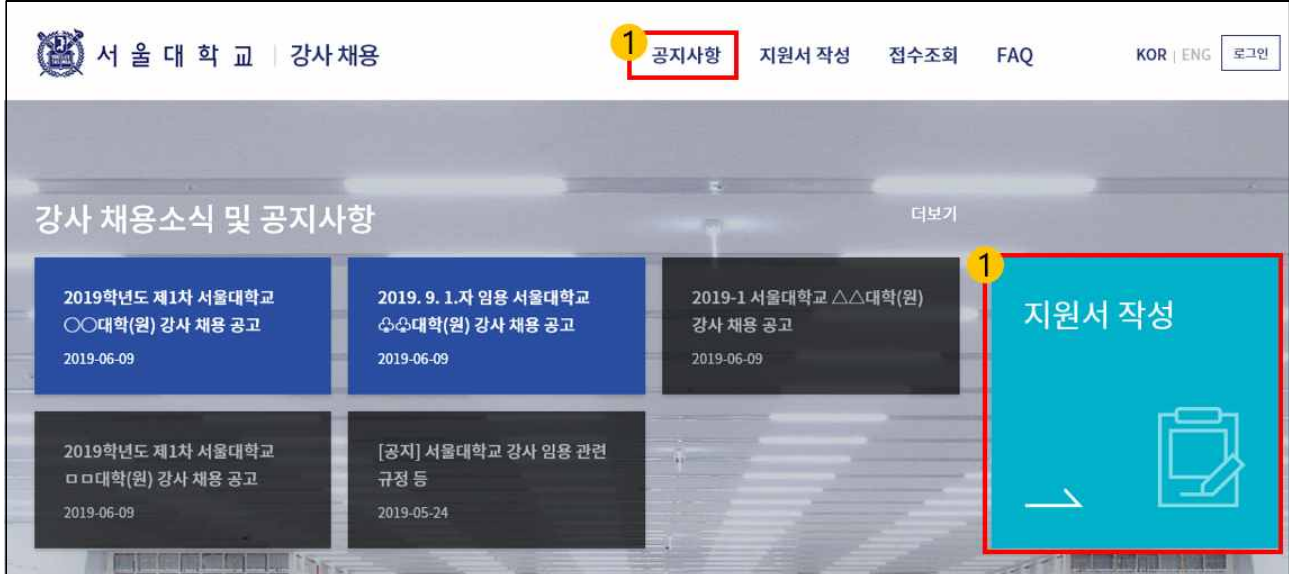 서울대학교 | 강사 채용
1
공지사항
지원서 작성
접수조회
FAQ
KOR | ENG
로그인
강사 채용소식 및 공지사항
더보기
2019학년도 제1차 서울대학교
○○대학(원) 강사 채용 공고
2019-06-09
2019. 9. 1.자 임용 서울대학교
♧♧대학(원) 강사 채용 공고
2019-06-09
2019-1 서울대학교 △△대학(원)
강사 채용 공고
2019-06-09
1
지원서 작성
2019학년도 제1차 서울대학교
ㅁㅁ대학(원) 강사 채용 공고
2019-06-09
[공지] 서울대학교 강사 임용 관련
규정 등
2019-05-24